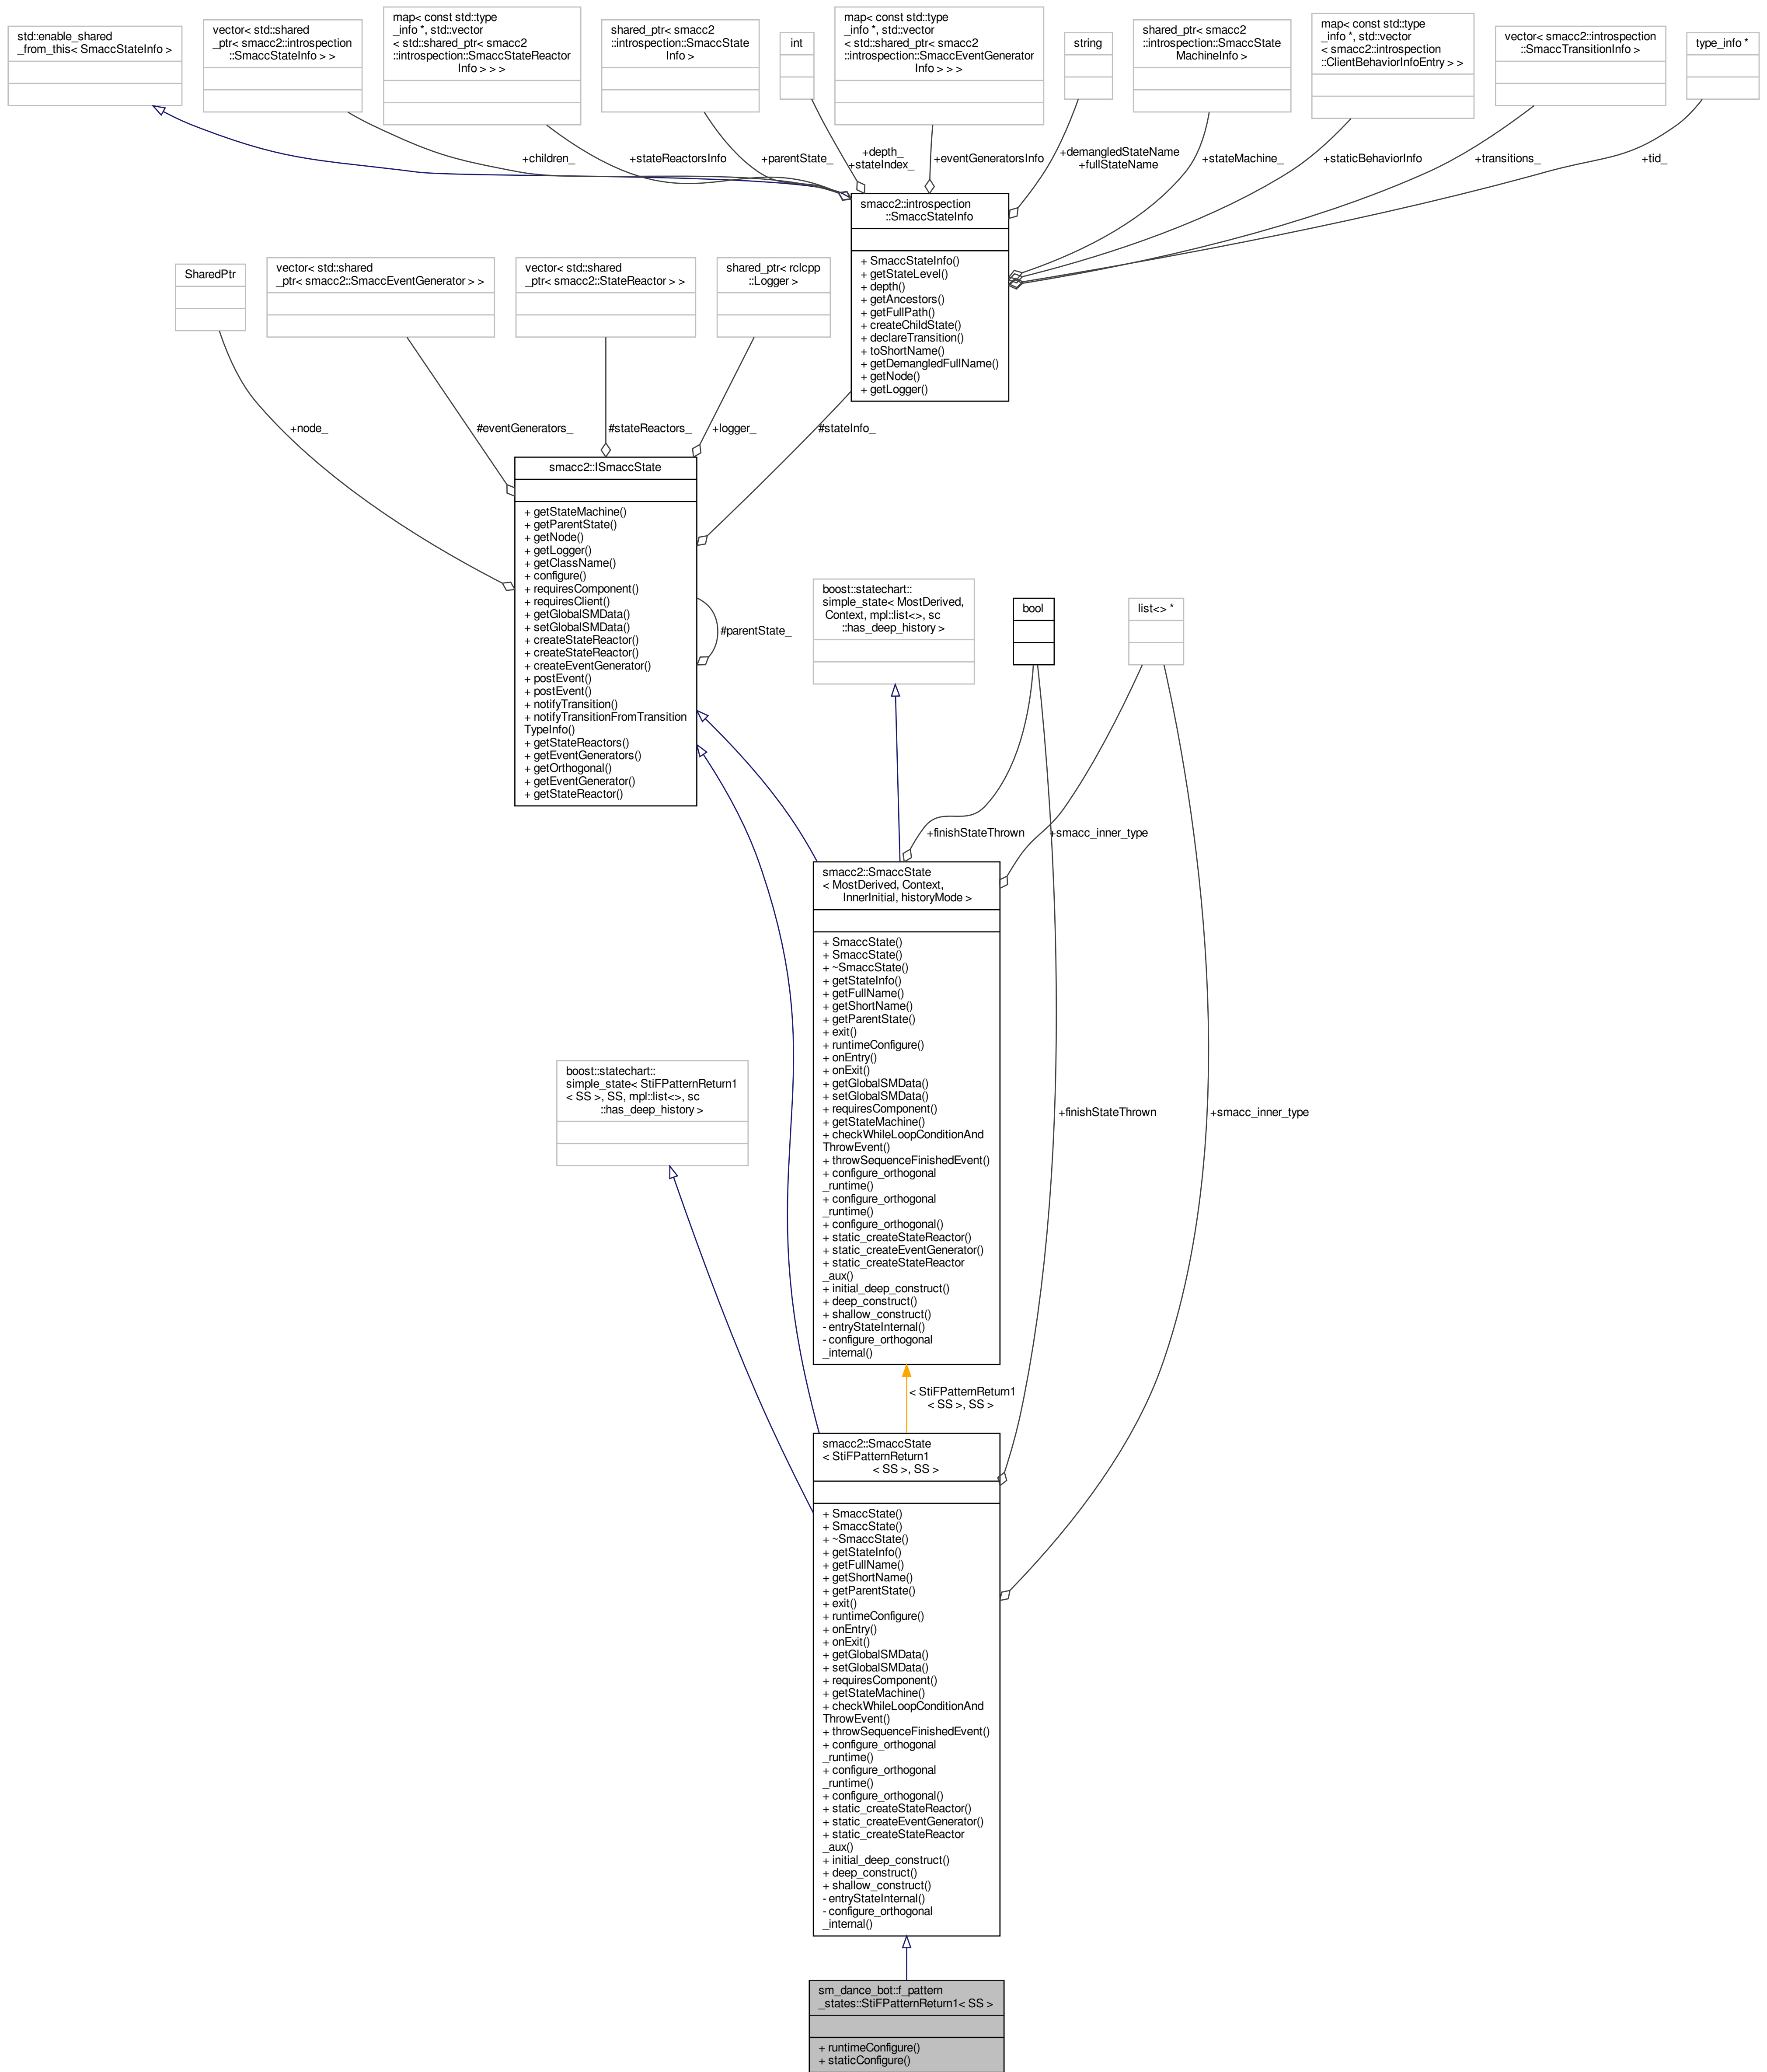 std::enable_shared
_from_this< SmaccStateInfo >
vector< std::shared
_ptr< smacc2::introspection
::SmaccStateInfo > >
map< const std::type
_info *, std::vector
< std::shared_ptr< smacc2
::introspection::SmaccStateReactor
Info > > >
shared_ptr< smacc2
::introspection::SmaccState
Info >
int
map< const std::type
_info *, std::vector
< std::shared_ptr< smacc2
::introspection::SmaccEventGenerator
Info > > >
string
shared_ptr< smacc2
::introspection::SmaccState
MachineInfo >
map< const std::type
_info *, std::vector
< smacc2::introspection
::ClientBehaviorInfoEntry > >
vector< smacc2::introspection
::SmaccTransitionInfo >
type_info *
+children_
+stateReactorsInfo
+parentState_
+depth_
+stateIndex_
+eventGeneratorsInfo
+demangledStateName
+fullStateName
+stateMachine_
+staticBehaviorInfo
+transitions_
+tid_
smacc2::introspection
::SmaccStateInfo
+ SmaccStateInfo()
+ getStateLevel()
+ depth()
+ getAncestors()
+ getFullPath()
+ createChildState()
+ declareTransition()
+ toShortName()
+ getDemangledFullName()
+ getNode()
+ getLogger()
SharedPtr
vector< std::shared
_ptr< smacc2::SmaccEventGenerator > >
vector< std::shared
_ptr< smacc2::StateReactor > >
shared_ptr< rclcpp
::Logger >
+node_
#eventGenerators_
#stateReactors_
+logger_
#stateInfo_
smacc2::ISmaccState
+ getStateMachine()
+ getParentState()
+ getNode()
+ getLogger()
+ getClassName()
+ configure()
+ requiresComponent()
+ requiresClient()
+ getGlobalSMData()
+ setGlobalSMData()
+ createStateReactor()
+ createStateReactor()
+ createEventGenerator()
+ postEvent()
+ postEvent()
+ notifyTransition()
+ notifyTransitionFromTransition
TypeInfo()
+ getStateReactors()
+ getEventGenerators()
+ getOrthogonal()
+ getEventGenerator()
+ getStateReactor()
#parentState_
boost::statechart::
simple_state< MostDerived,
Context, mpl::list<>, sc
::has_deep_history >
bool
list<> *
+finishStateThrown
+smacc_inner_type
smacc2::SmaccState
< MostDerived, Context,
InnerInitial, historyMode >
+ SmaccState()
+ SmaccState()
+ ~SmaccState()
+ getStateInfo()
+ getFullName()
+ getShortName()
+ getParentState()
+ exit()
+ runtimeConfigure()
+ onEntry()
+ onExit()
+ getGlobalSMData()
+ setGlobalSMData()
+ requiresComponent()
+ getStateMachine()
+ checkWhileLoopConditionAnd
ThrowEvent()
+ throwSequenceFinishedEvent()
+ configure_orthogonal
_runtime()
+ configure_orthogonal
_runtime()
+ configure_orthogonal()
+ static_createStateReactor()
+ static_createEventGenerator()
+ static_createStateReactor
_aux()
+ initial_deep_construct()
+ deep_construct()
+ shallow_construct()
- entryStateInternal()
- configure_orthogonal
_internal()
boost::statechart::
simple_state< StiFPatternReturn1
< SS >, SS, mpl::list<>, sc
::has_deep_history >
+finishStateThrown
+smacc_inner_type
< StiFPatternReturn1
< SS >, SS >
smacc2::SmaccState
< StiFPatternReturn1
< SS >, SS >
+ SmaccState()
+ SmaccState()
+ ~SmaccState()
+ getStateInfo()
+ getFullName()
+ getShortName()
+ getParentState()
+ exit()
+ runtimeConfigure()
+ onEntry()
+ onExit()
+ getGlobalSMData()
+ setGlobalSMData()
+ requiresComponent()
+ getStateMachine()
+ checkWhileLoopConditionAnd
ThrowEvent()
+ throwSequenceFinishedEvent()
+ configure_orthogonal
_runtime()
+ configure_orthogonal
_runtime()
+ configure_orthogonal()
+ static_createStateReactor()
+ static_createEventGenerator()
+ static_createStateReactor
_aux()
+ initial_deep_construct()
+ deep_construct()
+ shallow_construct()
- entryStateInternal()
- configure_orthogonal
_internal()
sm_dance_bot::f_pattern
_states::StiFPatternReturn1< SS >
+ runtimeConfigure()
+ staticConfigure()